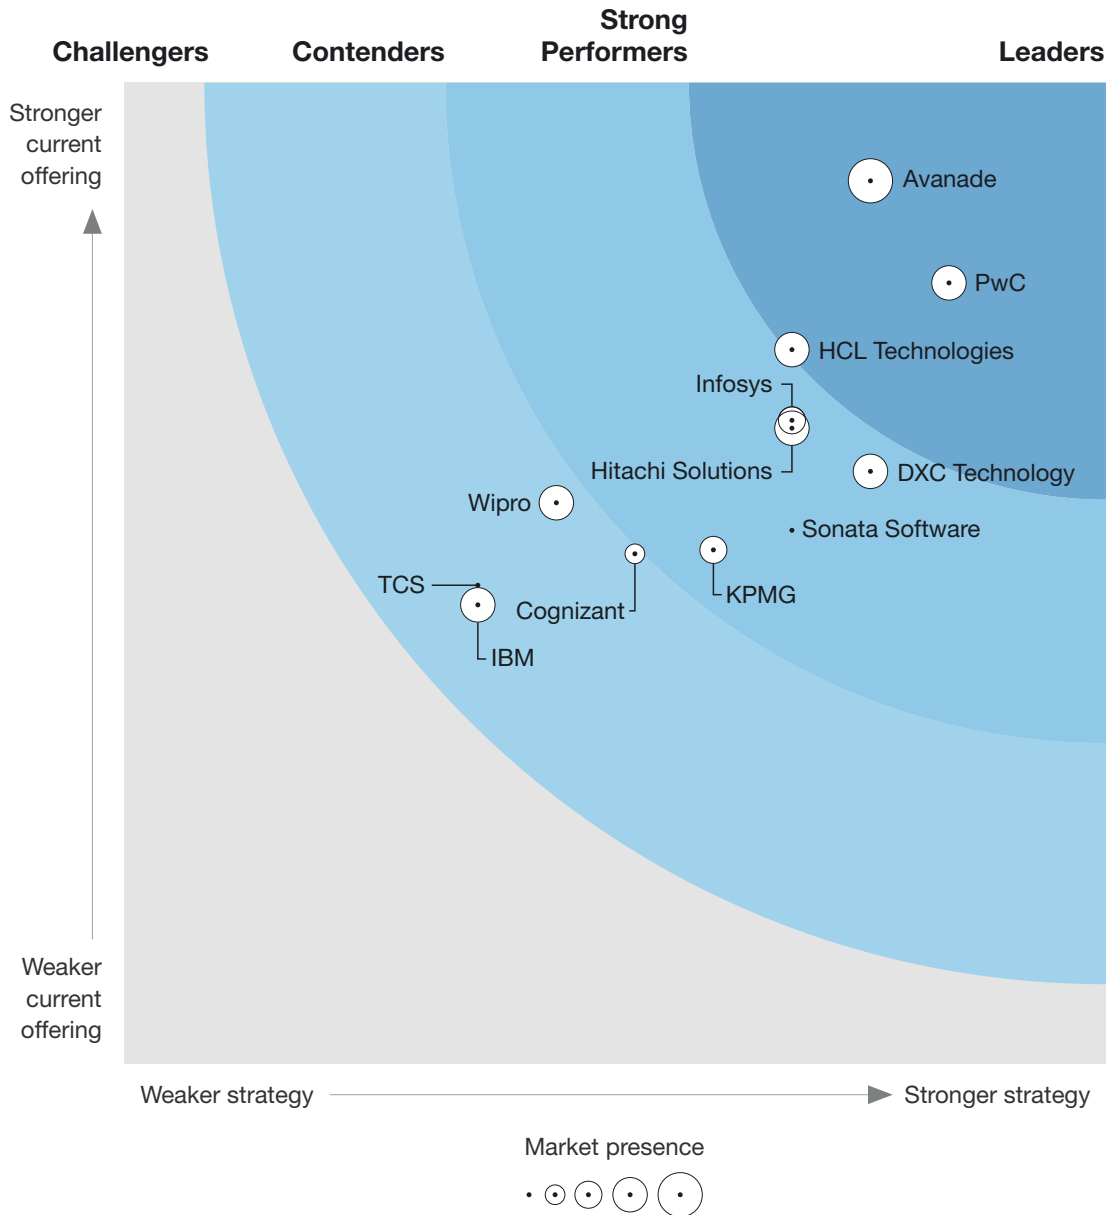 Challengers
Contenders
Strong
Performers
Leaders
Stronger
current
offering
Avanade
PwC
HCL Technologies
Infosys
Hitachi Solutions
DXC Technology
Wipro
Sonata Software
TCS
Cognizant
KPMG
IBM
Weaker
current
offering
Weaker strategy
Stronger strategy
Market presence